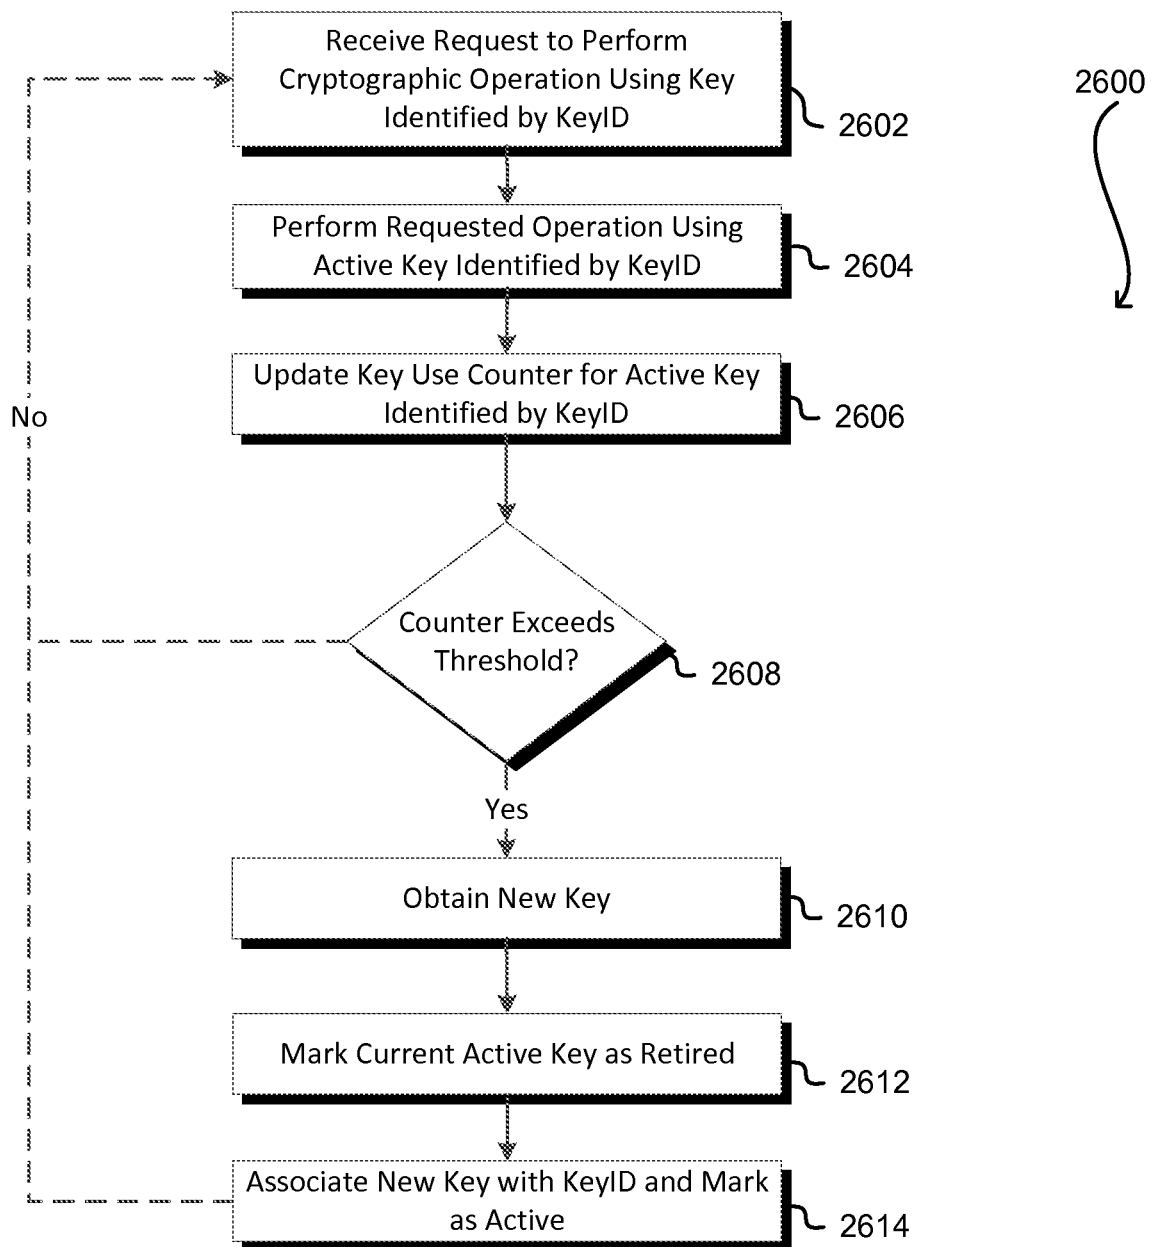 Receive Request to Perform
Cryptographic Operation Using Key
Identified by KeyID
2602
2600
Perform Requested Operation Using
Active Key Identified by KeyID
2604
Update Key Use Counter for Active Key
Identified by KeyID
2606
No
Counter Exceeds
Threshold?
2608
Yes
Obtain New Key
2610
Mark Current Active Key as Retired
2612
Associate New Key with KeyID and Mark
as Active
2614